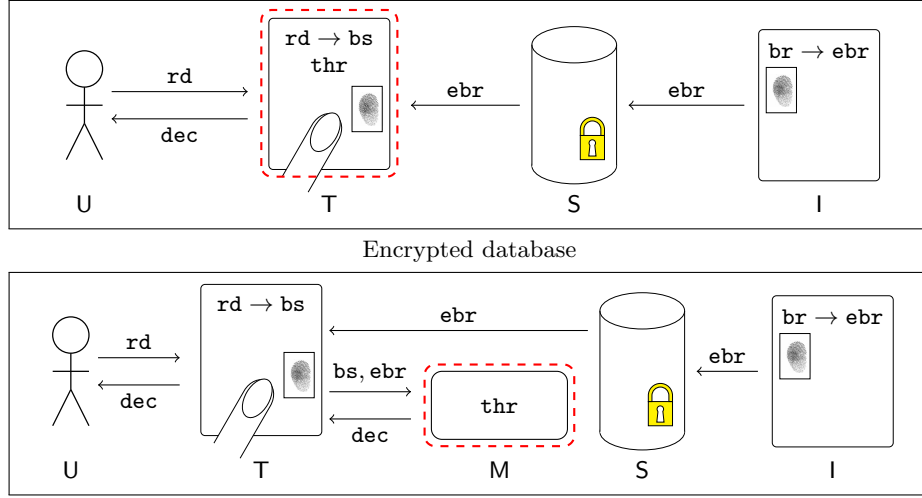 rd → bs
thr
br → ebr
rd
dec
ebr
ebr
U
T
S
I
Encrypted database
rd → bs
br → ebr
ebr
rd
dec
bs, ebr
dec
thr
ebr
U
T
M
S
I